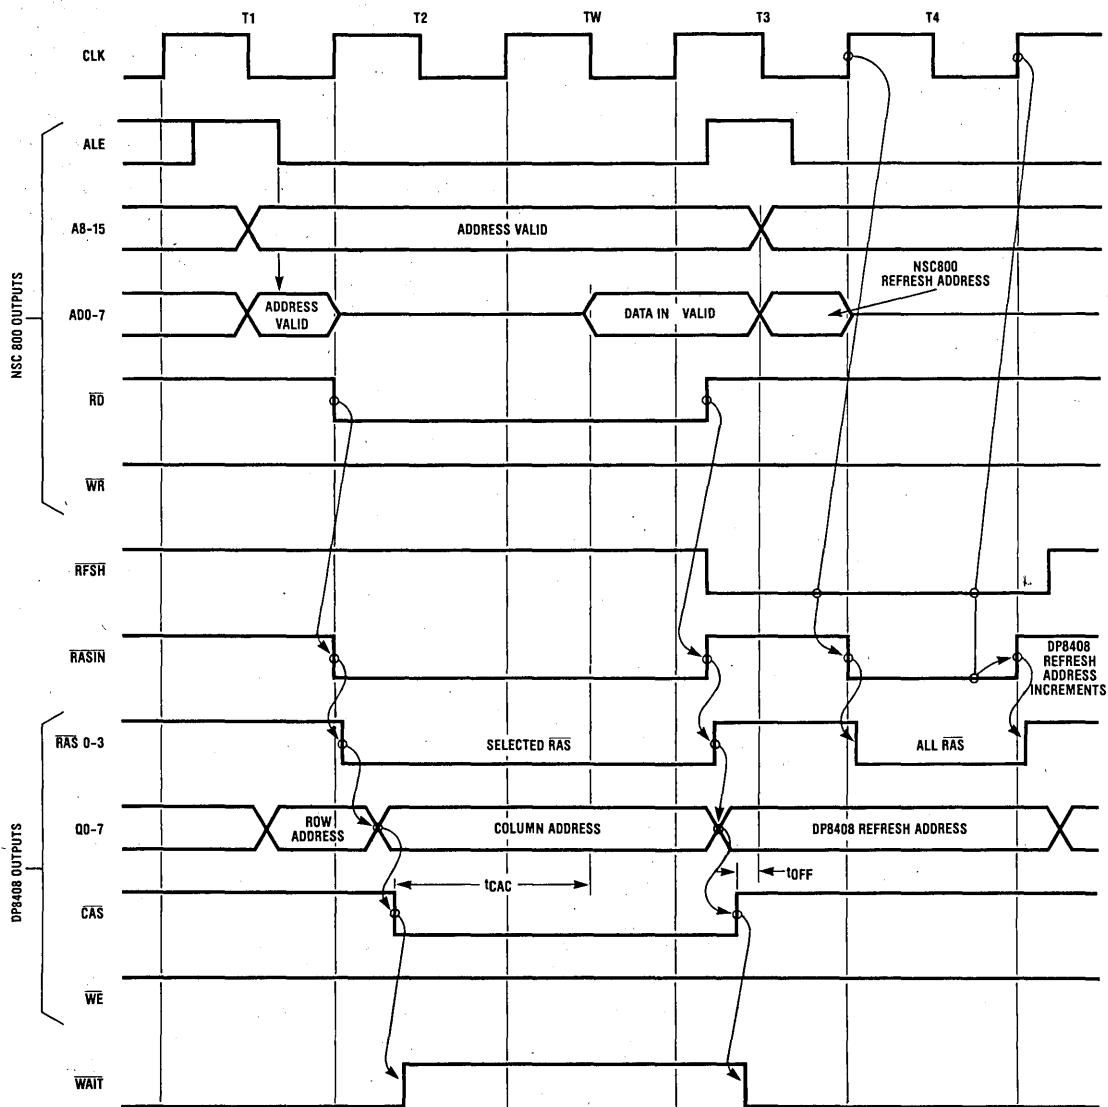 T1 T2 TW T3 T4
CLK
ALE
A8-15
ADDRESS VALID
NSC800
REFRESH ADDRESS
AD0-7
ADDRESS
VALID
DATA IN VALID
NSC 800 OUTPUTS
RD
WR
RFSH
RASIN
DP8408
REFRESH
ADDRESS
INCREMENTS
RAS 0-3
SELECTED RAS
ALL RAS
Q0-7
ROW
ADDRESS
COLUMN ADDRESS
DP8408 REFRESH ADDRESS
tCAC
tOFF
DP8408 OUTPUTS
CAS
WE
WAIT